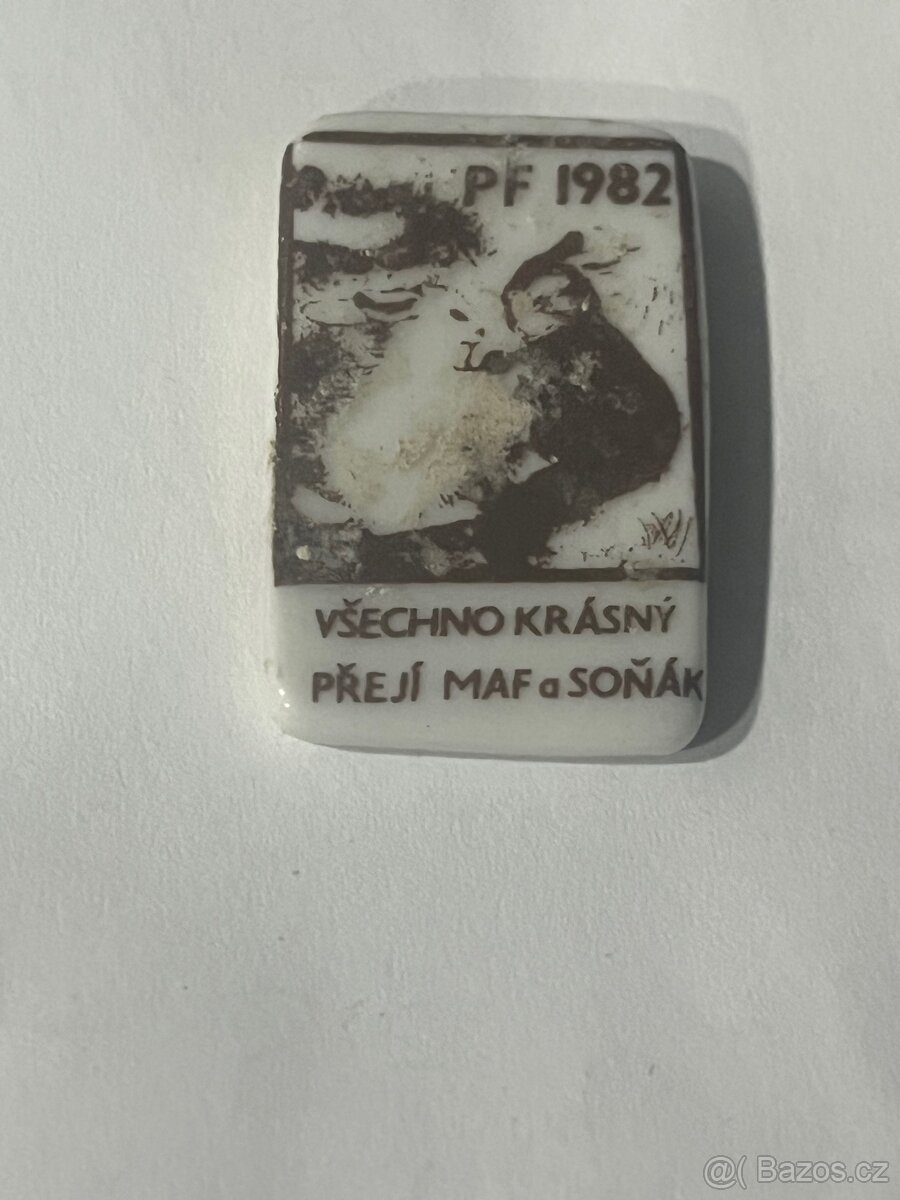 PF 1982
VŠECHNO KRÁSNÝ
PŘEJÍ MAF a SOŇÁK
@( Bazos.cz